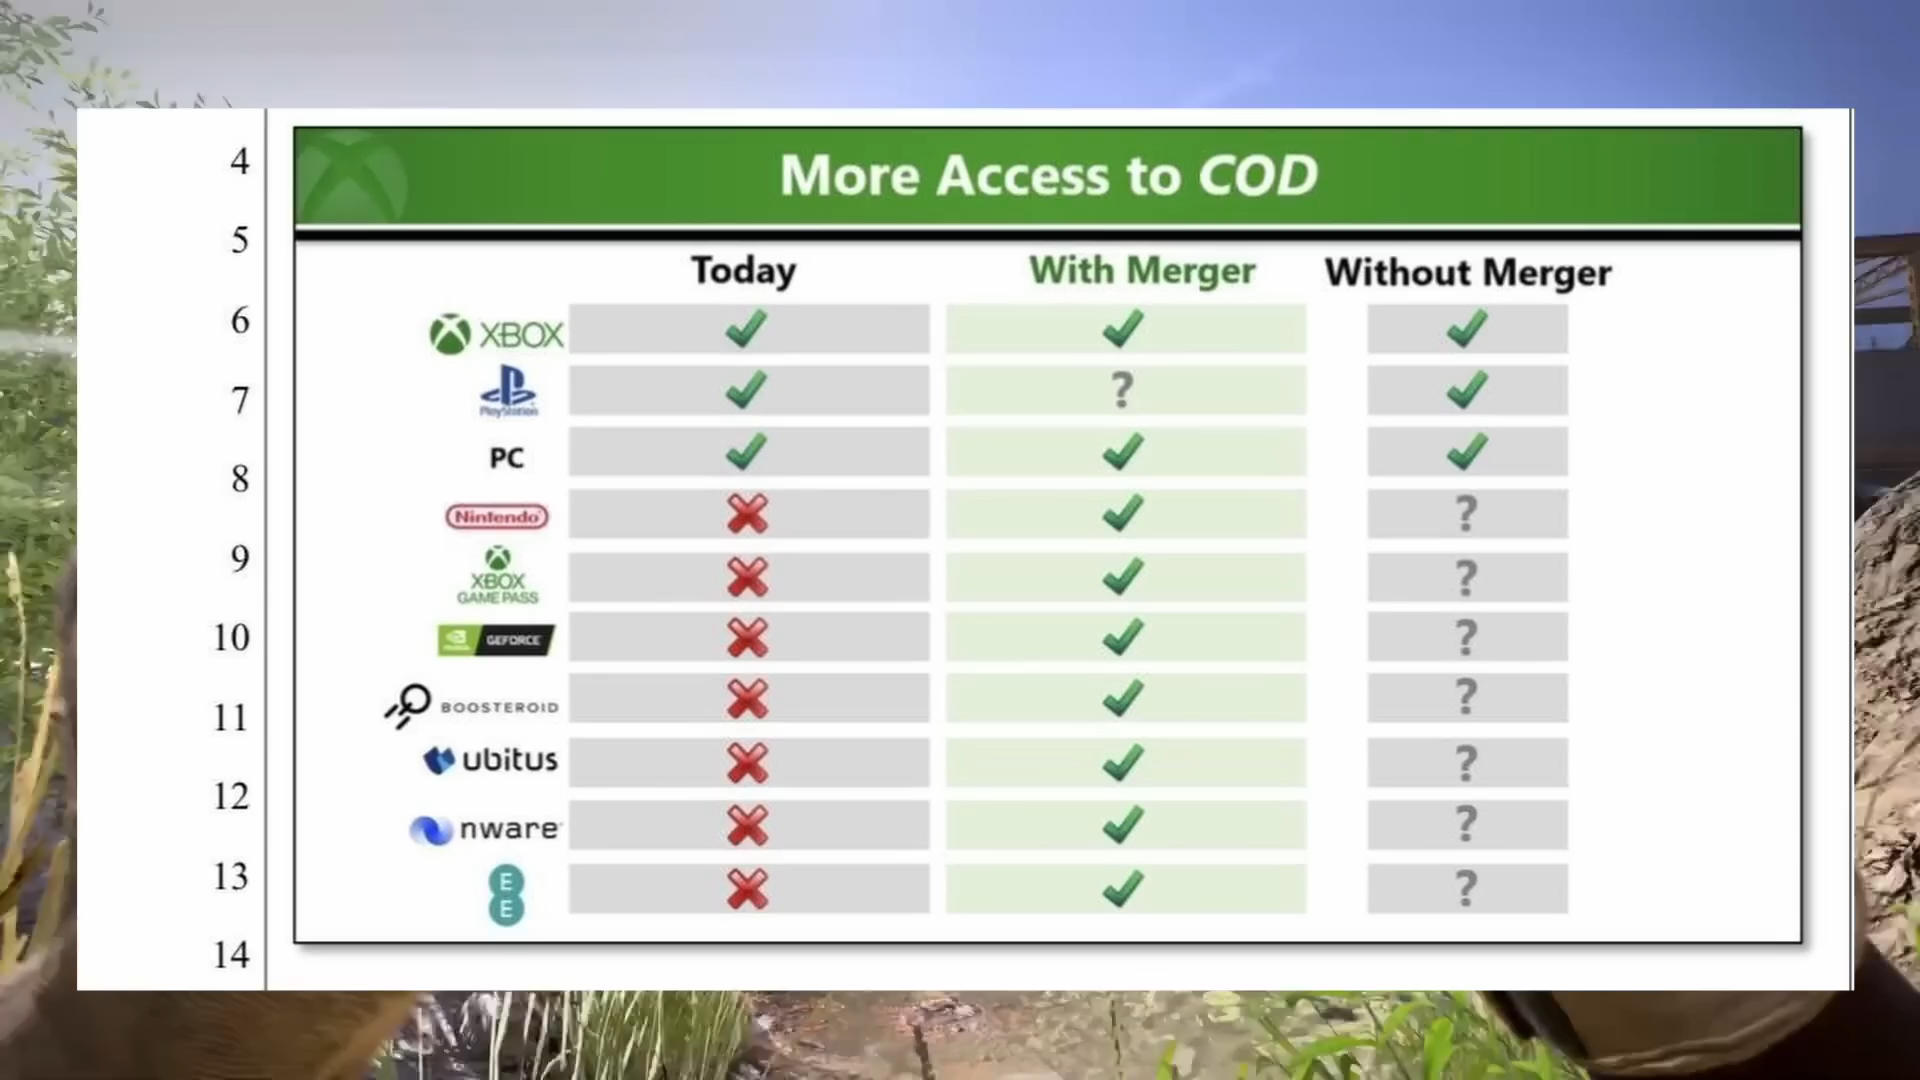 4
More Access to COD
5
Today With Merger Without Merger
6
XBOX
7
PlayStation
?
PC
8
Nintendo
?
9
XBOX
GAME PASS
?
10
NVIDIA GEFORCE
?
11
BOOSTEROID
?
ubitus
?
12
nware
?
13
E
E
?
14